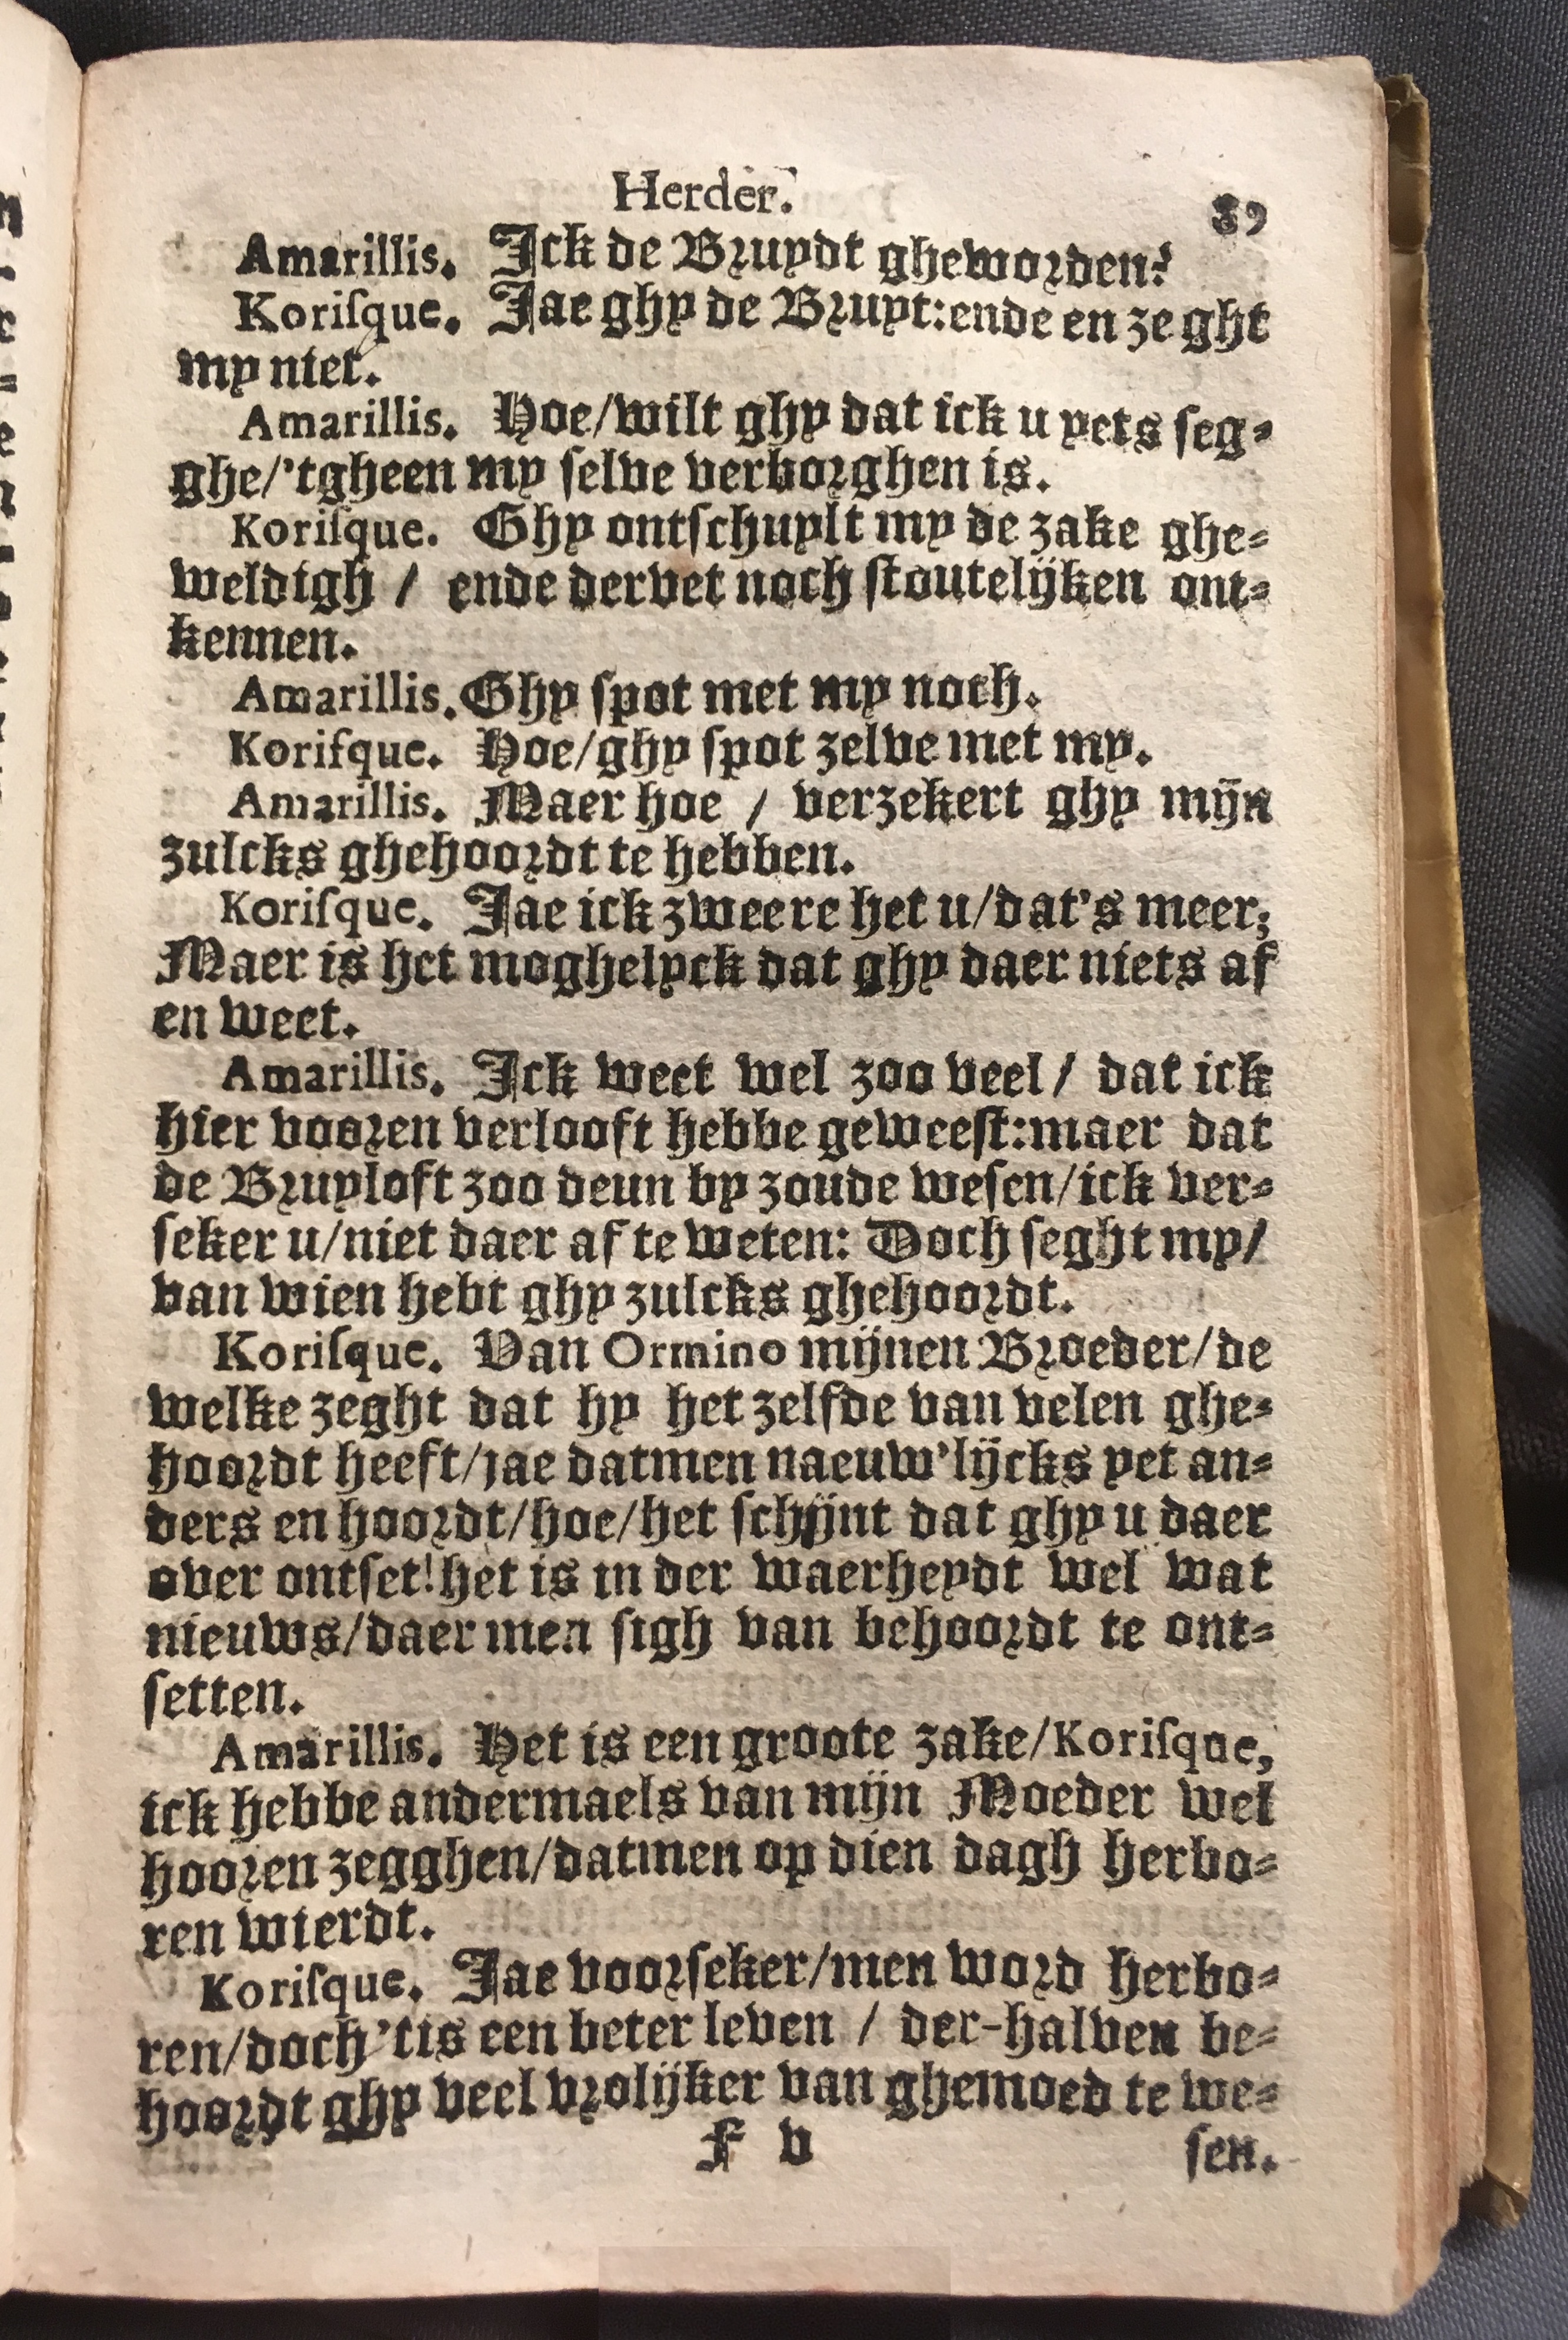 Herder. 89
Amarillis. Ick de Bruydt gheworden?
Koriſque. Jae ghy de Bruyt: ende en zeght
my niet.
Amarillis. Hoe/wilt ghy dat ick u yets ſeg⸗
ghe/'tgheen my ſelve verborghen is.
Koriſque. Ghy ontſchuylt my de zake ghe⸗
weldigh / ende dervet noch ſtoutelijken ont⸗
kennen.
Amarillis. Ghy ſpot met my noch.
Koriſque. Hoe/ghy ſpot zelve met my.
Amarillis. Maer hoe / verzekert ghy mijn
zulcks ghehoordt te hebben.
Koriſque. Jae ick zweere het u/dat's meer;
Maer is het moghelyck dat ghy daer niets af
en weet.
Amarillis. Ick weet wel zoo veel / dat ick
hier vooren verlooft hebbe geweeſt: maer dat
de Bruyloft zoo deun by zoude weſen/ick ver⸗
ſeker u/niet daer af te weten: Doch ſeght my/
van wien hebt ghy zulcks ghehoordt.
Koriſque. Van Ormino mijnen Broeder/de
welke zeght dat hy het zelfde van velen ghe⸗
hoordt heeft/jae datmen naeuw'lijcks yet an⸗
ders en hoordt/hoe/het ſchijnt dat ghy u daer
over ontſet! het is in der waerheydt wel wat
nieuws/daer men ſigh van behoordt te ont⸗
ſetten.
Amarillis. Het is een groote zake/Koriſque,
ick hebbe andermaels van mijn Moeder wel
hooren zegghen/datmen op dien dagh herbo⸗
ren wierdt.
Koriſque. Jae voorſeker/men word herbo⸗
ren/doch 'tis een beter leven / der-halven be⸗
hoordt ghy veel vrolijker van ghemoed te we⸗
F v ſen.